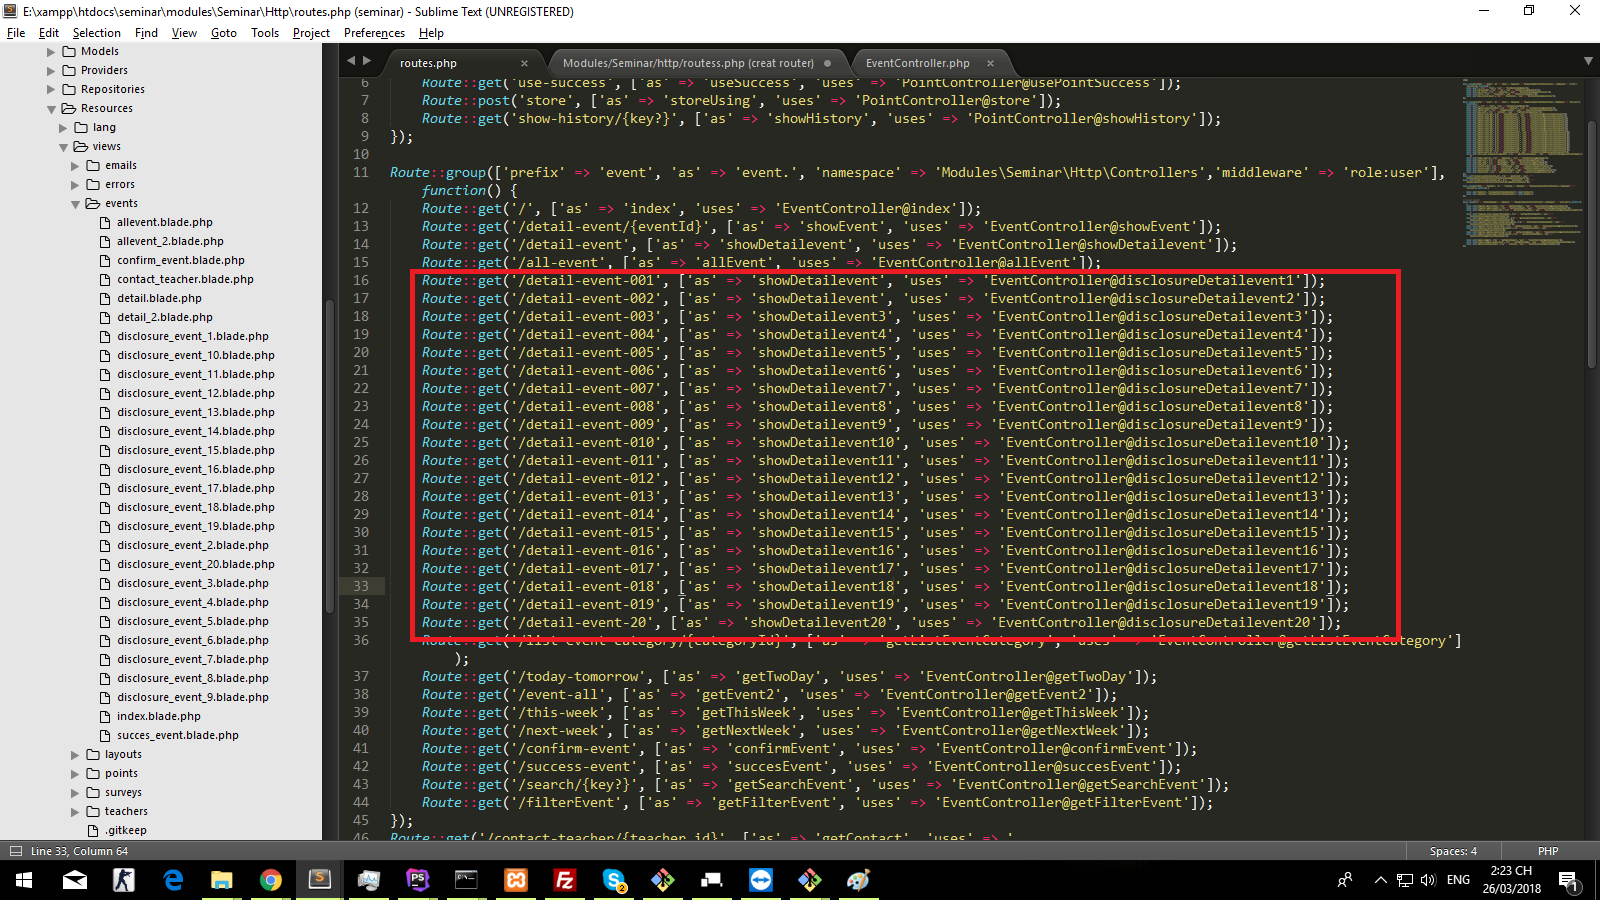 E:\xampp\htdocs\seminar\modules\Seminar\Http\routes.php (seminar) - Sublime Text (UNREGISTERED)
File Edit Selection Find View Goto Tools Project Preferences Help
Models
Providers
Repositories
Resources
lang
views
emails
errors
events
allevent.blade.php
allevent_2.blade.php
confirm_event.blade.php
contact_teacher.blade.php
detail.blade.php
detail_2.blade.php
disclosure_event_1.blade.php
disclosure_event_10.blade.php
disclosure_event_11.blade.php
disclosure_event_12.blade.php
disclosure_event_13.blade.php
disclosure_event_14.blade.php
disclosure_event_15.blade.php
disclosure_event_16.blade.php
disclosure_event_17.blade.php
disclosure_event_18.blade.php
disclosure_event_19.blade.php
disclosure_event_2.blade.php
disclosure_event_20.blade.php
disclosure_event_3.blade.php
disclosure_event_4.blade.php
disclosure_event_5.blade.php
disclosure_event_6.blade.php
disclosure_event_7.blade.php
disclosure_event_8.blade.php
disclosure_event_9.blade.php
index.blade.php
succes_event.blade.php
layouts
points
surveys
teachers
.gitkeep
routes.php × Modules/Seminar/http/routess.php (creat router) EventController.php ×
6 Route::get('use-success', ['as' => 'useSuccess', 'uses' => 'PointController@usePointSuccess']);
7 Route::post('store', ['as' => 'storeUsing', 'uses' => 'PointController@store']);
8 Route::get('show-history/{key?}', ['as' => 'showHistory', 'uses' => 'PointController@showHistory']);
9 });
10
11 Route::group(['prefix' => 'event', 'as' => 'event.', 'namespace' => 'Modules\Seminar\Http\Controllers','middleware' => 'role:user'],
function() {
12 Route::get('/', ['as' => 'index', 'uses' => 'EventController@index']);
13 Route::get('/detail-event/{eventId}', ['as' => 'showEvent', 'uses' => 'EventController@showEvent']);
14 Route::get('/detail-event', ['as' => 'showDetailevent', 'uses' => 'EventController@showDetailevent']);
15 Route::get('/all-event', ['as' => 'allEvent', 'uses' => 'EventController@allEvent']);
16 Route::get('/detail-event-001', ['as' => 'showDetailevent', 'uses' => 'EventController@disclosureDetailevent1']);
17 Route::get('/detail-event-002', ['as' => 'showDetailevent', 'uses' => 'EventController@disclosureDetailevent2']);
18 Route::get('/detail-event-003', ['as' => 'showDetailevent3', 'uses' => 'EventController@disclosureDetailevent3']);
19 Route::get('/detail-event-004', ['as' => 'showDetailevent4', 'uses' => 'EventController@disclosureDetailevent4']);
20 Route::get('/detail-event-005', ['as' => 'showDetailevent5', 'uses' => 'EventController@disclosureDetailevent5']);
21 Route::get('/detail-event-006', ['as' => 'showDetailevent6', 'uses' => 'EventController@disclosureDetailevent6']);
22 Route::get('/detail-event-007', ['as' => 'showDetailevent7', 'uses' => 'EventController@disclosureDetailevent7']);
23 Route::get('/detail-event-008', ['as' => 'showDetailevent8', 'uses' => 'EventController@disclosureDetailevent8']);
24 Route::get('/detail-event-009', ['as' => 'showDetailevent9', 'uses' => 'EventController@disclosureDetailevent9']);
25 Route::get('/detail-event-010', ['as' => 'showDetailevent10', 'uses' => 'EventController@disclosureDetailevent10']);
26 Route::get('/detail-event-011', ['as' => 'showDetailevent11', 'uses' => 'EventController@disclosureDetailevent11']);
27 Route::get('/detail-event-012', ['as' => 'showDetailevent12', 'uses' => 'EventController@disclosureDetailevent12']);
28 Route::get('/detail-event-013', ['as' => 'showDetailevent13', 'uses' => 'EventController@disclosureDetailevent13']);
29 Route::get('/detail-event-014', ['as' => 'showDetailevent14', 'uses' => 'EventController@disclosureDetailevent14']);
30 Route::get('/detail-event-015', ['as' => 'showDetailevent15', 'uses' => 'EventController@disclosureDetailevent15']);
31 Route::get('/detail-event-016', ['as' => 'showDetailevent16', 'uses' => 'EventController@disclosureDetailevent16']);
32 Route::get('/detail-event-017', ['as' => 'showDetailevent17', 'uses' => 'EventController@disclosureDetailevent17']);
33 Route::get('/detail-event-018', ['as' => 'showDetailevent18', 'uses' => 'EventController@disclosureDetailevent18']);
34 Route::get('/detail-event-019', ['as' => 'showDetailevent19', 'uses' => 'EventController@disclosureDetailevent19']);
35 Route::get('/detail-event-20', ['as' => 'showDetailevent20', 'uses' => 'EventController@disclosureDetailevent20']);
36 Route::get('/list-event-category/{categoryId}', ['as' => 'getListEventCategory', 'uses' => 'EventController@getListEventCategory']
);
37 Route::get('/today-tomorrow', ['as' => 'getTwoDay', 'uses' => 'EventController@getTwoDay']);
38 Route::get('/event-all', ['as' => 'getEvent2', 'uses' => 'EventController@getEvent2']);
39 Route::get('/this-week', ['as' => 'getThisWeek', 'uses' => 'EventController@getThisWeek']);
40 Route::get('/next-week', ['as' => 'getNextWeek', 'uses' => 'EventController@getNextWeek']);
41 Route::get('/confirm-event', ['as' => 'confirmEvent', 'uses' => 'EventController@confirmEvent']);
42 Route::get('/success-event', ['as' => 'succesEvent', 'uses' => 'EventController@succesEvent']);
43 Route::get('/search/{key?}', ['as' => 'getSearchEvent', 'uses' => 'EventController@getSearchEvent']);
44 Route::get('/filterEvent', ['as' => 'getFilterEvent', 'uses' => 'EventController@getFilterEvent']);
45 });
46 Route::get('/contact-teacher/{teacher_id}', ['as' => 'getContact', 'uses' => '
Line 33, Column 64 Spaces: 4 PHP
2
ENG
2:23 CH
26/03/2018
1